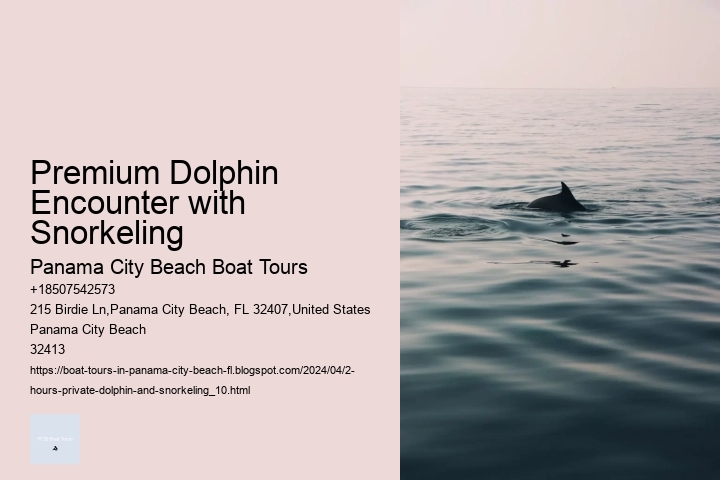 Premium Dolphin
Encounter with
Snorkeling
Panama City Beach Boat Tours
+18507542573
215 Birdie Ln,Panama City Beach, FL 32407,United States
Panama City Beach
32413
https://boat-tours-in-panama-city-beach-fl.blogspot.com/2024/04/2-
hours-private-dolphin-and-snorkeling_10.html